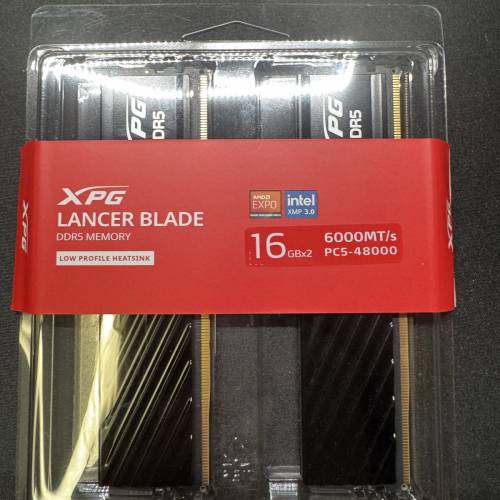 XPG
DDR5
XPG
DDR5
XPG
XPG
XPG
LANCER BLADE
DDR5 MEMORY
LOW PROFILE HEATSINK
AMD
EXPO
intel
XMP 3.0
16 GBx2
6000MT/s
PC5-48000